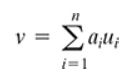 v = \sum_{i=1}^{n} a_i u_i